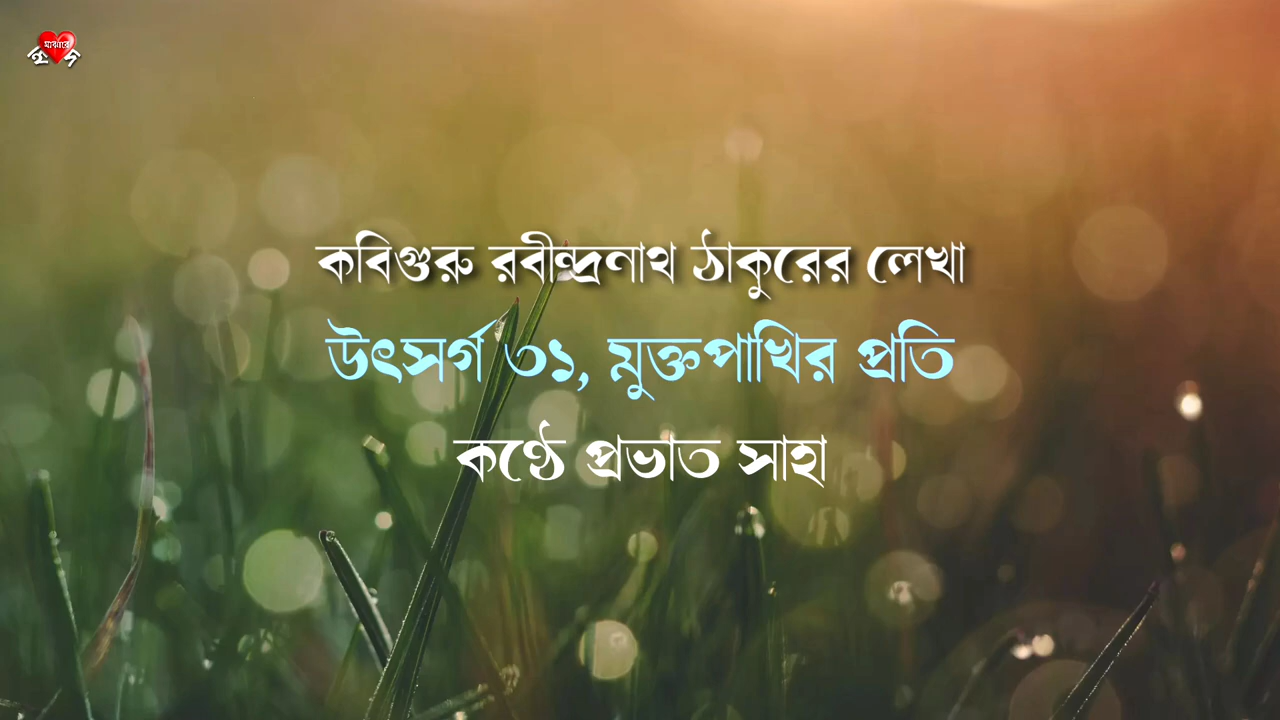 মাঝারে
কবিগুরু রবীন্দ্রনাথ ঠাকুরের লেখা
উৎসর্গ ৩১, মুক্তপাখির প্রতি
কণ্ঠে প্রভাত সাহা